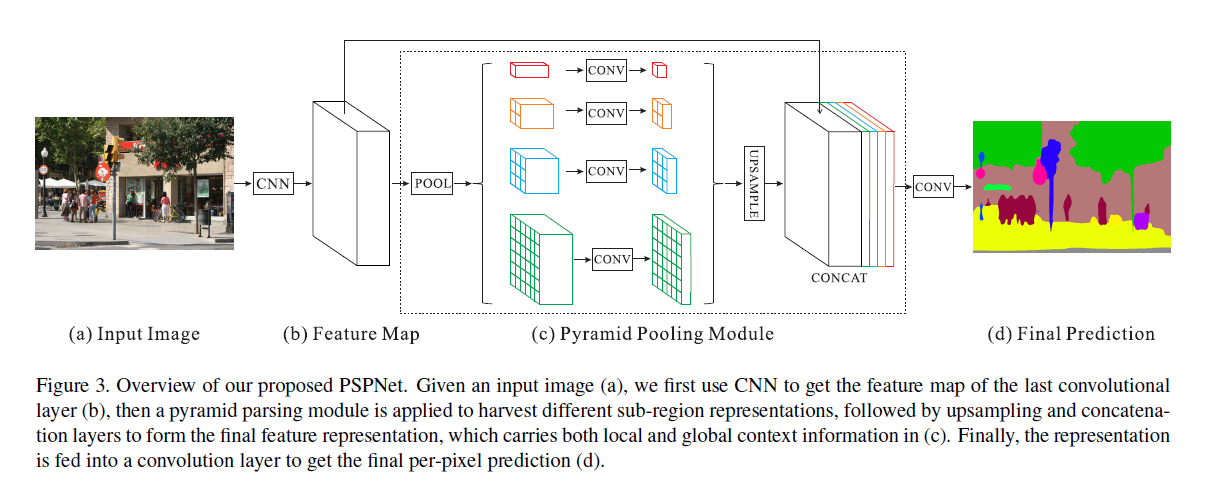 CONV
CONV
CNN
POOL
CONV
UPSAMPLE
CONV
CONV
CONCAT
(a) Input Image
(b) Feature Map
(c) Pyramid Pooling Module
(d) Final Prediction
Figure 3. Overview of our proposed PSPNet. Given an input image (a), we first use CNN to get the feature map of the last convolutional
layer (b), then a pyramid parsing module is applied to harvest different sub-region representations, followed by upsampling and concatena-
tion layers to form the final feature representation, which carries both local and global context information in (c). Finally, the representation
is fed into a convolution layer to get the final per-pixel prediction (d).